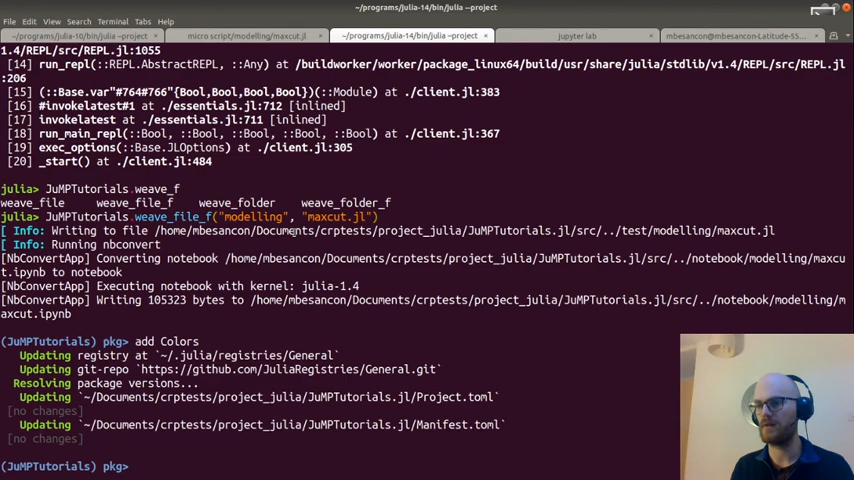 ~/programs/julia-14/bin/julia --project
File Edit View Search Terminal Tabs Help
~/programs/julia-10/bin/julia --project × micro script/modelling/maxcut.jl × ~/programs/julia-14/bin/julia --project × jupyter lab × mbesancon@mbesancon-Latitude-55... ×
1.4/REPL/src/REPL.jl:1055
[14] run_repl(::REPL.AbstractREPL, ::Any) at /buildworker/worker/package_linux64/build/usr/share/julia/stdlib/v1.4/REPL/src/REPL.jl
:206
[15] (::Base.var"#764#766"{Bool,Bool,Bool,Bool})(::Module) at ./client.jl:383
[16] #invokelatest#1 at ./essentials.jl:712 [inlined]
[17] invokelatest at ./essentials.jl:711 [inlined]
[18] run_main_repl(::Bool, ::Bool, ::Bool, ::Bool, ::Bool) at ./client.jl:367
[19] exec_options(::Base.JLOptions) at ./client.jl:305
[20] _start() at ./client.jl:484
julia> JuMPTutorials.weave_f
weave_file weave_file_f weave_folder weave_folder_f
julia> JuMPTutorials.weave_file_f("modelling", "maxcut.jl")
[ Info: Writing to file /home/mbesancon/Documents/crptests/project_julia/JuMPTutorials.jl/src/../test/modelling/maxcut.jl
[ Info: Running nbconvert
[NbConvertApp] Converting notebook /home/mbesancon/Documents/crptests/project_julia/JuMPTutorials.jl/src/../notebook/modelling/maxcu
t.ipynb to notebook
[NbConvertApp] Executing notebook with kernel: julia-1.4
[NbConvertApp] Writing 105323 bytes to /home/mbesancon/Documents/crptests/project_julia/JuMPTutorials.jl/src/../notebook/modelling/m
axcut.ipynb
(JuMPTutorials) pkg> add Colors
Updating registry at `~/.julia/registries/General`
Updating git-repo `https://github.com/JuliaRegistries/General.git`
Resolving package versions...
Updating `~/Documents/crptests/project_julia/JuMPTutorials.jl/Project.toml`
[no changes]
Updating `~/Documents/crptests/project_julia/JuMPTutorials.jl/Manifest.toml`
[no changes]
(JuMPTutorials) pkg>